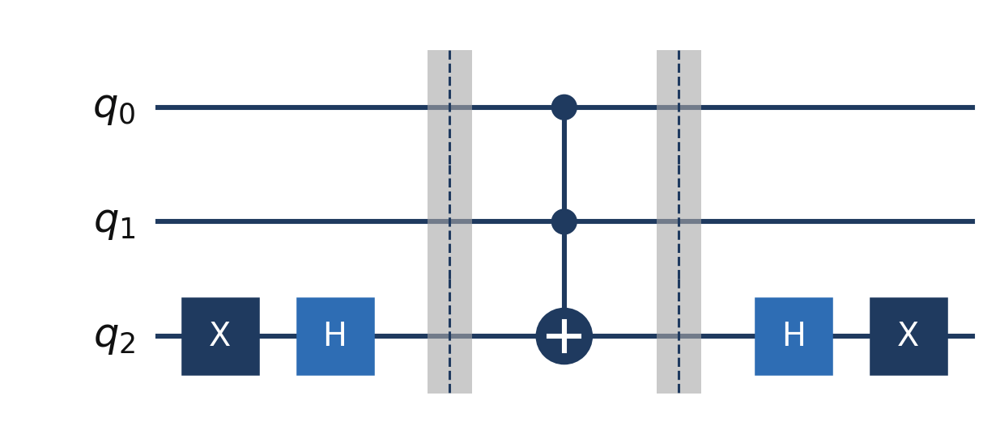 q₀
q₁
q₂ X H H X